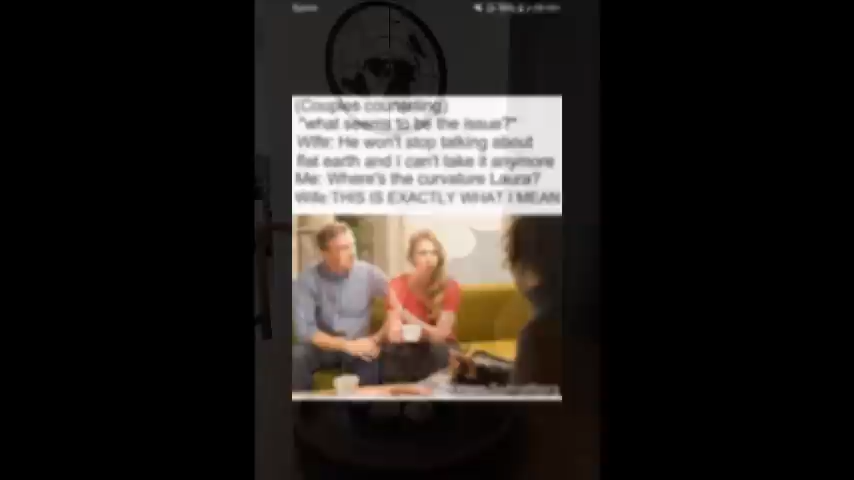 (Couples counseling)
"what seems to be the issue?"
Wife: He won't stop talking about
flat earth and I can't take it anymore
Me: Where's the curvature Laura?
Wife: THIS IS EXACTLY WHAT I MEAN